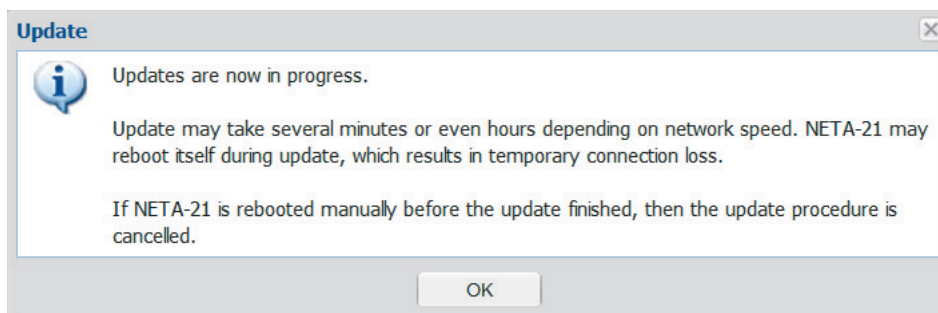 Update
Updates are now in progress.
Update may take several minutes or even hours depending on network speed. NETA-21 may
reboot itself during update, which results in temporary connection loss.
If NETA-21 is rebooted manually before the update finished, then the update procedure is
cancelled.
OK